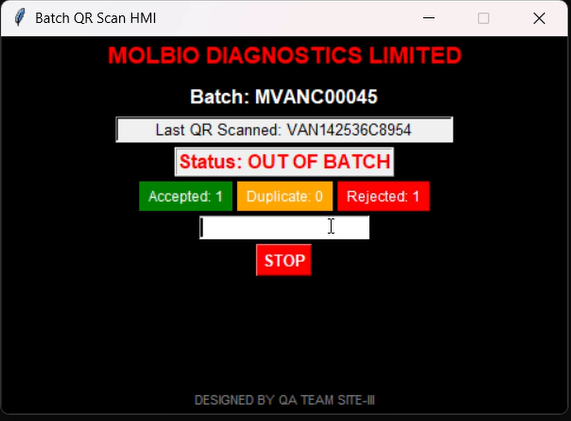 Batch QR Scan HMI
MOLBIO DIAGNOSTICS LIMITED
Batch: MVANC00045
Last QR Scanned: VAN142536C8954
Status: OUT OF BATCH
Accepted: 1 Duplicate: 0 Rejected: 1
STOP
DESIGNED BY QA TEAM SITE-III